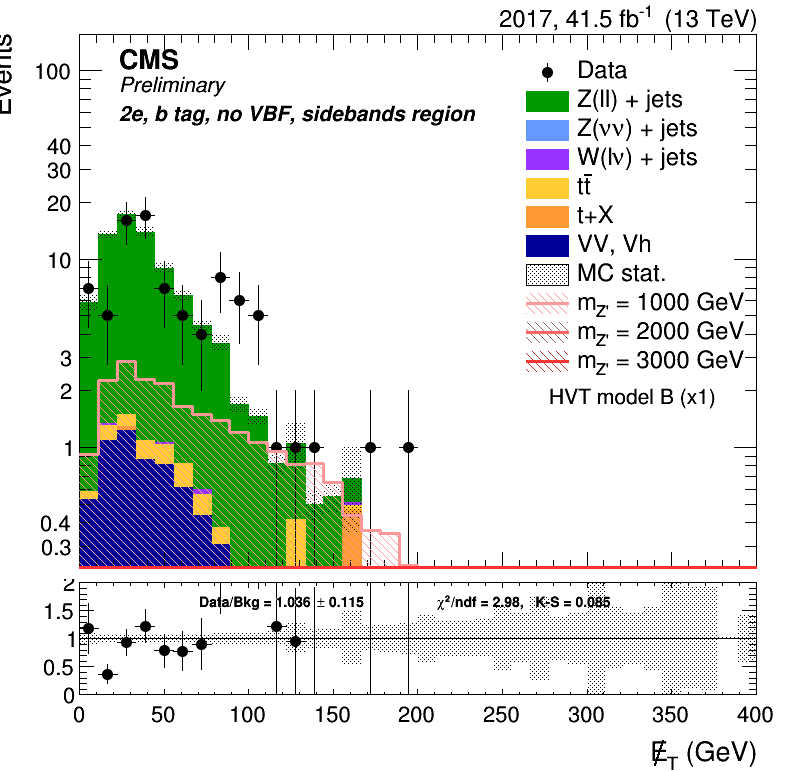 2017, 41.5 fb⁻¹ (13 TeV)
Events
CMS
Preliminary
2e, b tag, no VBF, sidebands region
Data
Z(ll) + jets
Z(νν) + jets
W(lν) + jets
tt̄
t+X
VV, Vh
MC stat.
m_Z' = 1000 GeV
m_Z' = 2000 GeV
m_Z' = 3000 GeV
HVT model B (x1)
100
40
30
20
10
3
2
1
0.4
0.3
Data/Bkg = 1.036 ± 0.115
χ²/ndf = 2.98, K-S = 0.085
2
1.5
1
0.5
0
0 50 100 150 200 250 300 350 400
E̸_T (GeV)